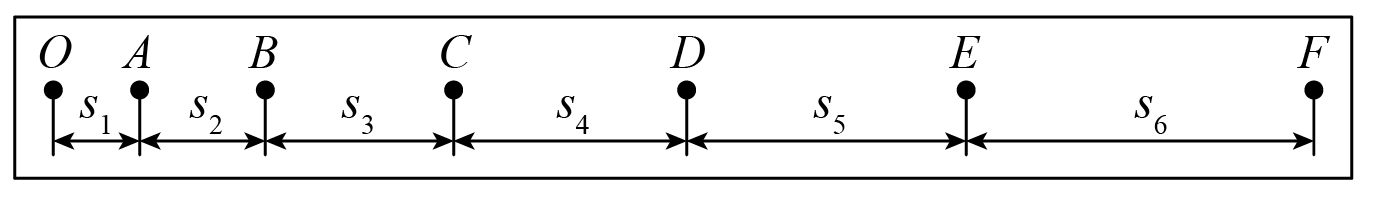 O A B C D E F
s₁ s₂ s₃ s₄ s₅ s₆